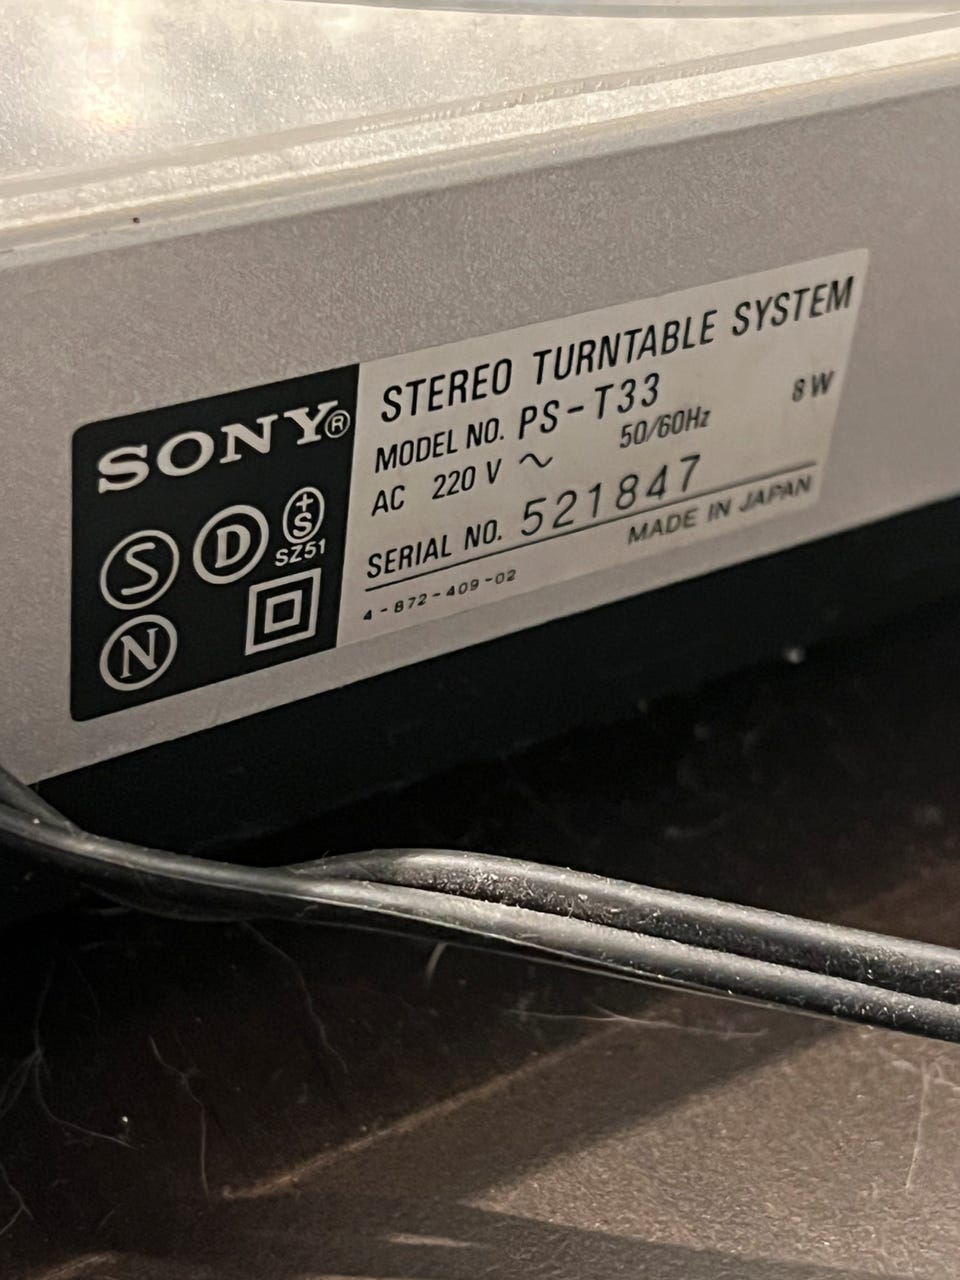 SONY®
S D +S
SZ51
N
STEREO TURNTABLE SYSTEM
MODEL NO. PS-T33
AC 220 V ~ 50/60Hz 8W
SERIAL NO. 521847
4-872-409-02 MADE IN JAPAN